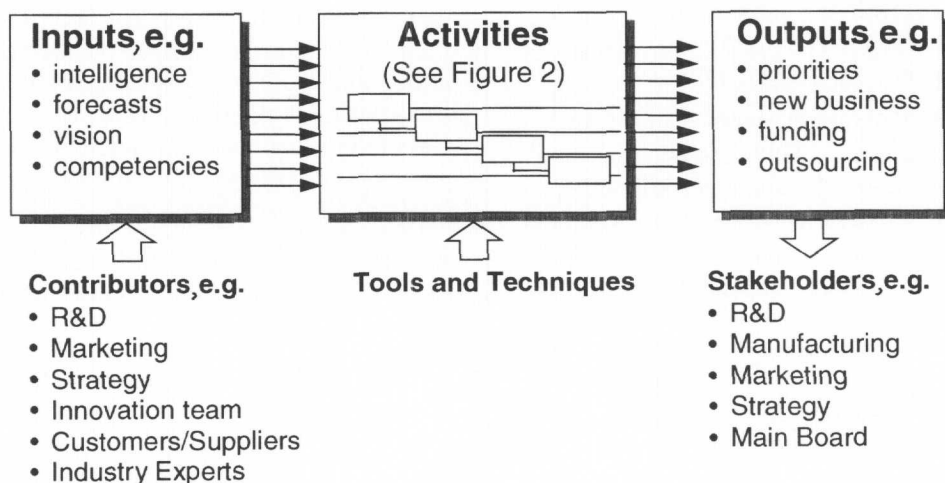 Inputs, e.g.
• intelligence
• forecasts
• vision
• competencies
Activities
(See Figure 2)
Outputs, e.g.
• priorities
• new business
• funding
• outsourcing
Contributors, e.g.
• R&D
• Marketing
• Strategy
• Innovation team
• Customers/Suppliers
• Industry Experts
Tools and Techniques
Stakeholders, e.g.
• R&D
• Manufacturing
• Marketing
• Strategy
• Main Board